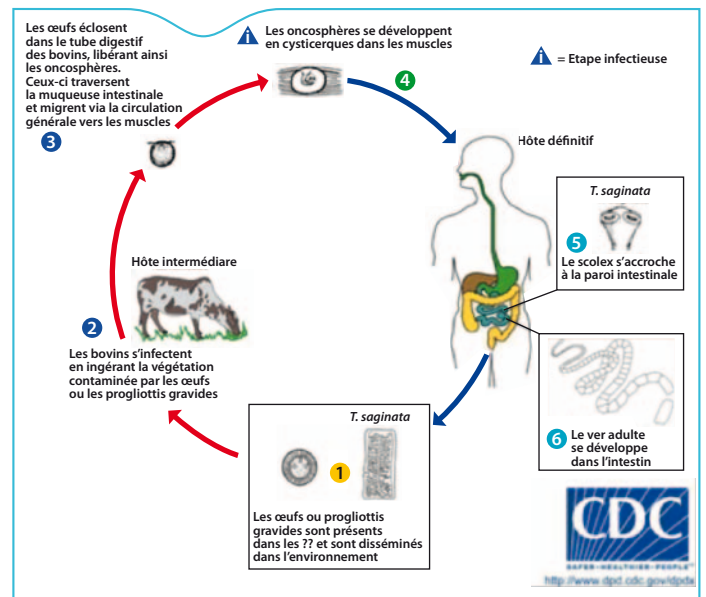 Les œufs éclosent
dans le tube digestif
des bovins, libérant ainsi
les oncosphères.
Ceux-ci traversent
la muqueuse intestinale
et migrent via la circulation
générale vers les muscles
3
i Les oncosphères se développent
en cysticerques dans les muscles
4
i = Etape infectieuse
Hôte définitif
T. saginata
5
Le scolex s'accroche
à la paroi intestinale
Hôte intermédiare
2
Les bovins s'infectent
en ingérant la végétation
contaminée par les œufs
ou les progliottis gravides
T. saginata
1
Les œufs ou progliottis
gravides sont présents
dans les ?? et sont disséminés
dans l'environnement
6 Le ver adulte
se développe
dans l'intestin
CDC
SAFER•HEALTHIER•PEOPLE™
http://www.dpd.cdc.gov/dpdx